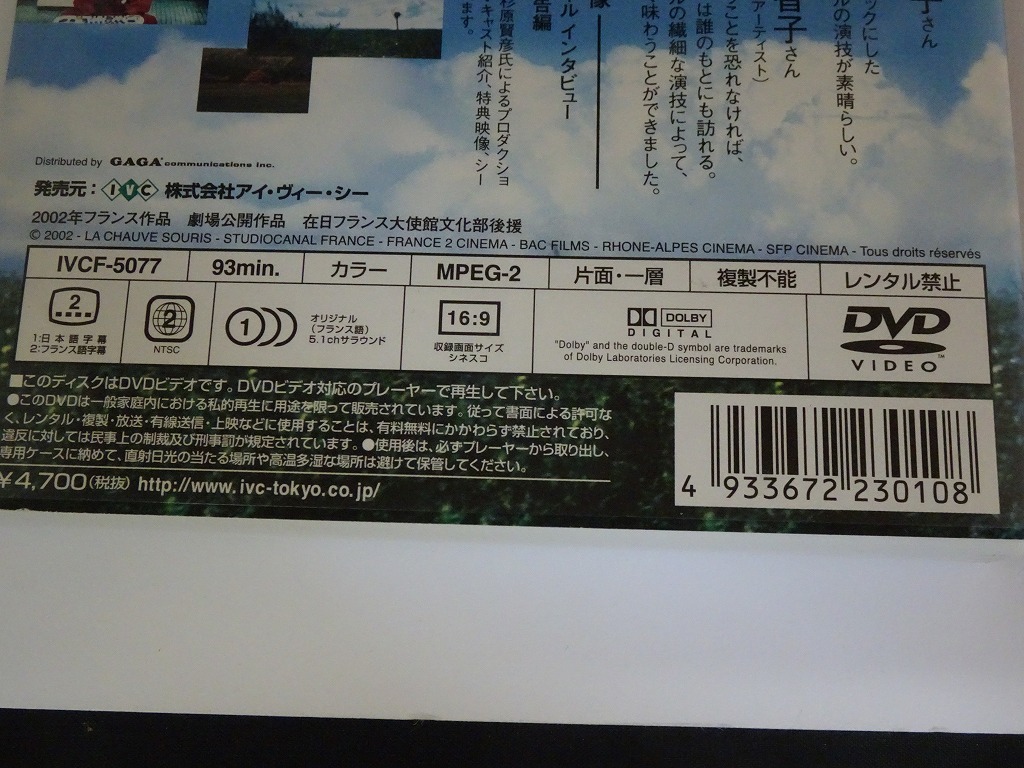 子さん
ックにした
ルの演技が素晴らしい。
智子さん
アーティスト)
ことを恐れなければ、
は誰のもとにも訪れる。
ルの繊細な演技によって、
味わうことができました。
像
ル インタビュー
告編
杉原賢彦氏によるプロダクショ
キャスト紹介、特典映像、シー
ます。
Distributed by GAGA communications inc.
発売元: IVC 株式会社アイ・ヴィー・シー
2002年フランス作品 劇場公開作品 在日フランス大使館文化部後援
© 2002 - LA CHAUVE SOURIS - STUDIOCANAL FRANCE - FRANCE 2 CINEMA - BAC FILMS - RHONE-ALPES CINEMA - SFP CINEMA - Tous droits réservés
IVCF-5077 93min. カラー MPEG-2 片面・一層 複製不能 レンタル禁止
2
1:日本語字幕
2:フランス語字幕
2
NTSC
1
オリジナル
(フランス語)
5.1chサラウンド
16:9
収録画面サイズ
シネスコ
DOLBY
DIGITAL
"Dolby" and the double-D symbol are trademarks
of Dolby Laboratories Licensing Corporation.
DVD
VIDEO
™
■このディスクはDVDビデオです。DVDビデオ対応のプレーヤーで再生して下さい。
●このDVDは一般家庭内における私的再生に用途を限って販売されています。従って書面による許可な
く、レンタル・複製・放送・有線送信・上映などに使用することは、有料無料にかかわらず禁止されており、
違反に対しては民事上の制裁及び刑事罰が規定されています。●使用後は、必ずプレーヤーから取り出し、
専用ケースに納めて、直射日光の当たる場所や高温多湿な場所は避けて保管してください。
¥4,700(税抜) http://www.ivc-tokyo.co.jp/
4 933672 230108